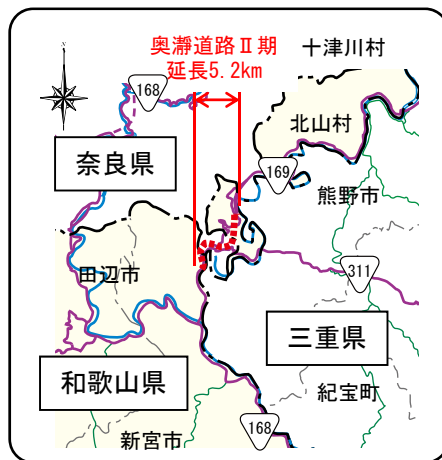 奥瀞道路Ⅱ期
延長5.2km
十津川村
168
北山村
奈良県
169
熊野市
田辺市
311
三重県
和歌山県
紀宝町
168
新宮市